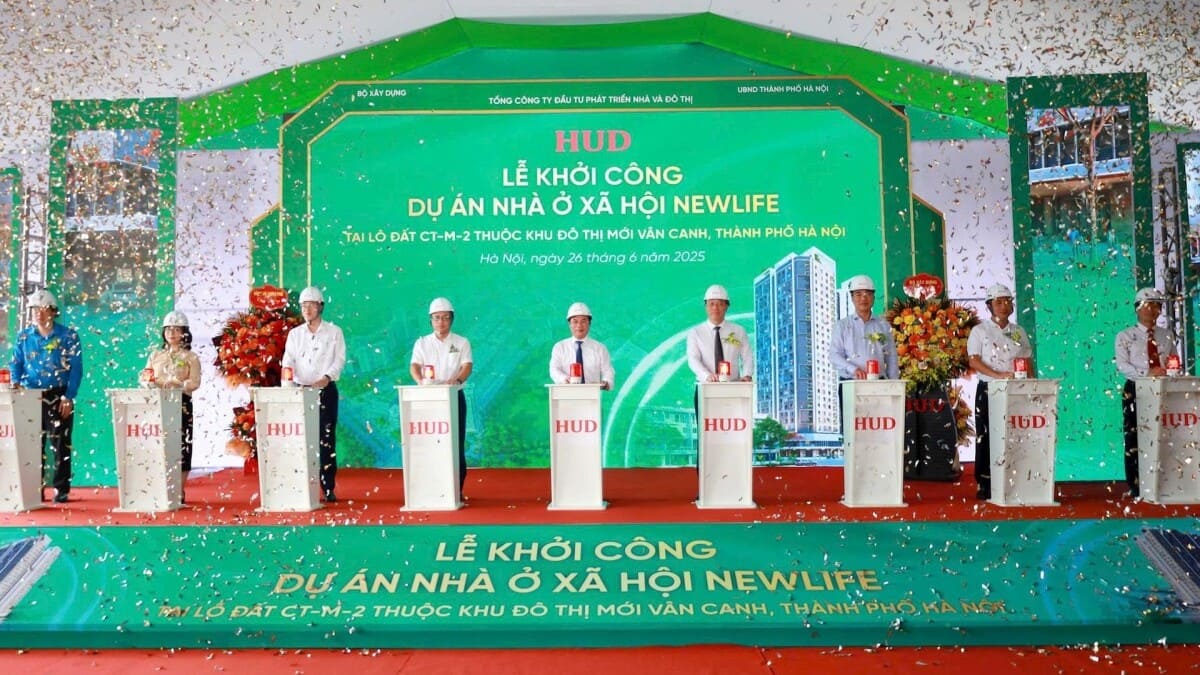 BỘ XÂY DỰNG
TỔNG CÔNG TY ĐẦU TƯ PHÁT TRIỂN NHÀ VÀ ĐÔ THỊ
UBND THÀNH PHỐ HÀ NỘI
HUD
LỄ KHỞI CÔNG
DỰ ÁN NHÀ Ở XÃ HỘI NEWLIFE
TẠI LÔ ĐẤT CT-M-2 THUỘC KHU ĐÔ THỊ MỚI VÂN CANH, THÀNH PHỐ HÀ NỘI
Hà Nội, ngày 26 tháng 6 năm 2025
BỘ XÂY DỰNG
HUD
HUD
HUD
HUD
HUD
HUD
HUD
HUD
LỄ KHỞI CÔNG
DỰ ÁN NHÀ Ở XÃ HỘI NEWLIFE
TẠI LÔ ĐẤT CT-M-2 THUỘC KHU ĐÔ THỊ MỚI VÂN CANH, THÀNH PHỐ HÀ NỘI